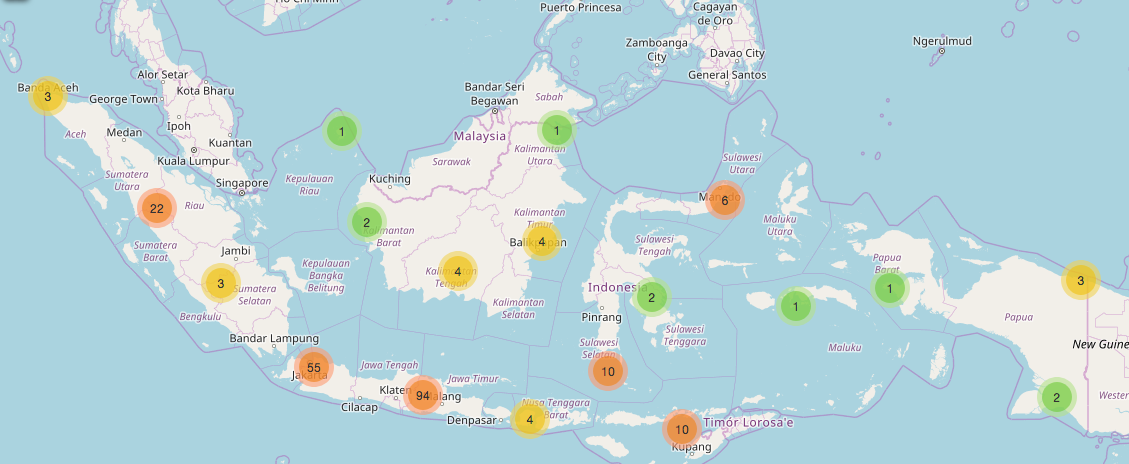 Puerto Princesa
Cagayan
de Oro
Zamboanga
City
Davao City
General Santos
Ngerulmud
Alor Setar
Kota Bharu
George Town
Ipoh
Kuantan
Kuala Lumpur
Singapore
Banda Aceh
3
Aceh
Medan
Sumatera
Utara
22
Riau
Sumatera
Barat
Jambi
3
Sumatera
Selatan
Bengkulu
Bandar Lampung
Kepulauan
Riau
Kepulauan
Bangka
Belitung
1
Bandar Seri
Begawan
Sabah
Malaysia
1
Kalimantan
Utara
Sarawak
Kuching
2
Kalimantan
Barat
Kalimantan
Timur
4
Balikpapan
4
Kalimantan
Tengah
Kalimantan
Selatan
Sulawesi
Utara
Manado
6
Maluku
Utara
Sulawesi
Tengah
Indonesia
2
Pinrang
Sulawesi
Tenggara
Sulawesi
Selatan
10
1
Papua
Barat
1
3
Papua
New Guine
Maluku
2
Wester
55
Jakarta
Jawa Tengah
Klaten
94
Malang
Jawa Timur
Cilacap
Denpasar
4
Nusa Tenggara
Barat
10
Kupang
Timór Lorosa'e